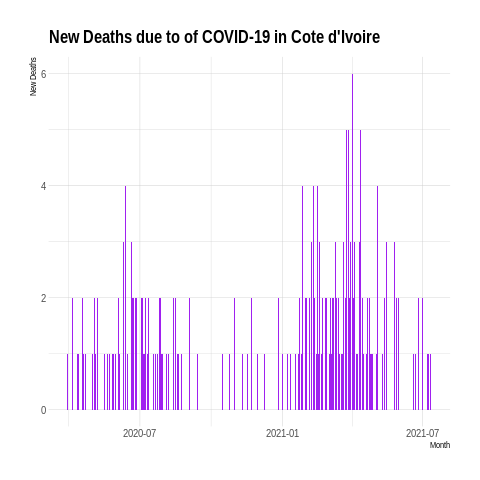 New Deaths due to of COVID-19 in Cote d'Ivoire
New Deaths
6
4
2
0
2020-07
2021-01
2021-07
Month